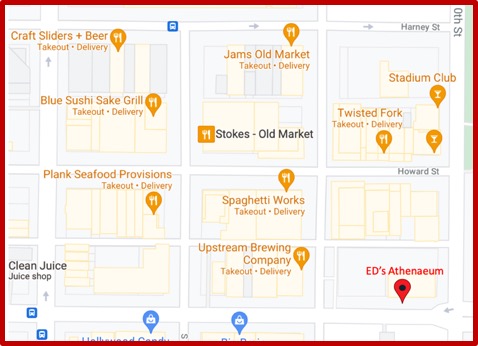 Craft Sliders + Beer
Takeout • Delivery
Harney St
0th St
Jams Old Market
Takeout • Delivery
Stadium Club
Blue Sushi Sake Grill
Takeout • Delivery
Twisted Fork
Takeout • Delivery
Stokes - Old Market
Howard St
Plank Seafood Provisions
Takeout • Delivery
Spaghetti Works
Takeout • Delivery
Upstream Brewing
Company
Takeout • Delivery
Clean Juice
Juice shop
ED's Athenaeum
Hollywood Candy
S